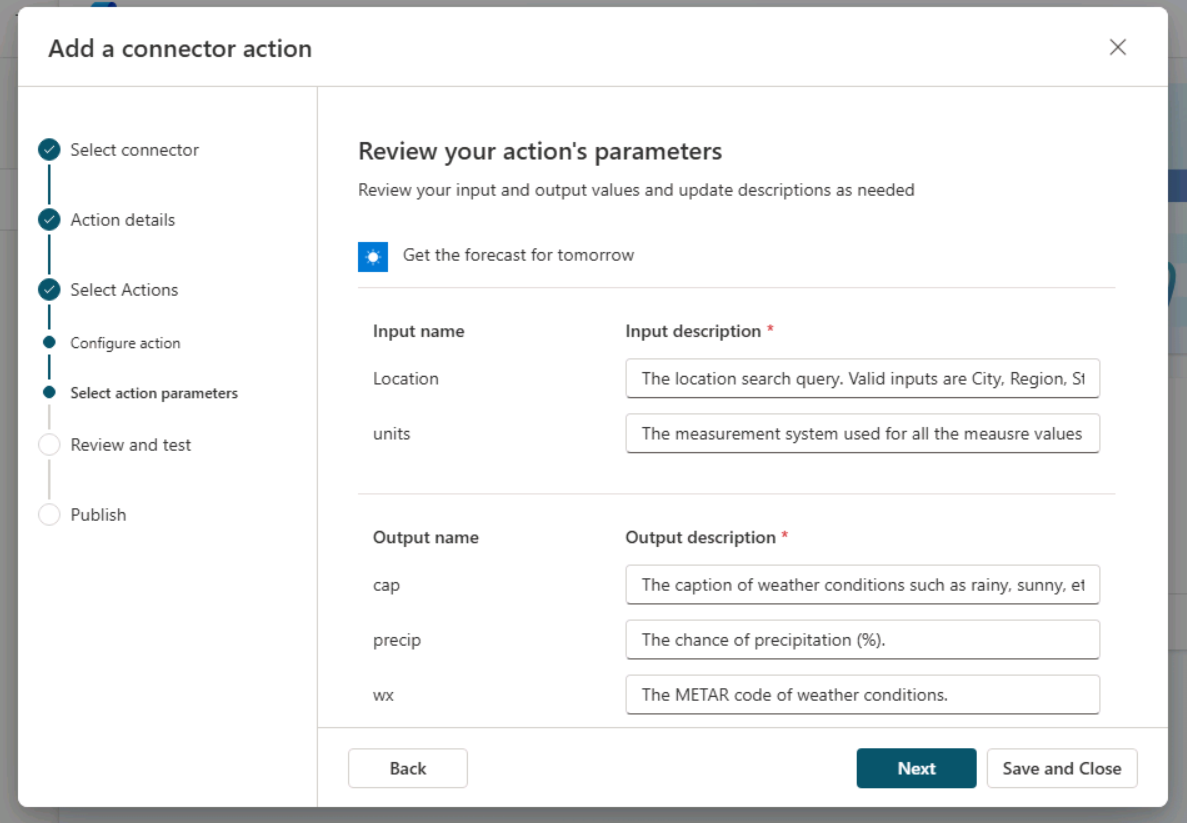 Add a connector action
Select connector
Action details
Select Actions
Configure action
Select action parameters
Review and test
Publish
Review your action's parameters
Review your input and output values and update descriptions as needed
Get the forecast for tomorrow
Input name Input description *
Location The location search query. Valid inputs are City, Region, St
units The measurement system used for all the meausre values
Output name Output description *
cap The caption of weather conditions such as rainy, sunny, et
precip The chance of precipitation (%).
wx The METAR code of weather conditions.
Back Next Save and Close